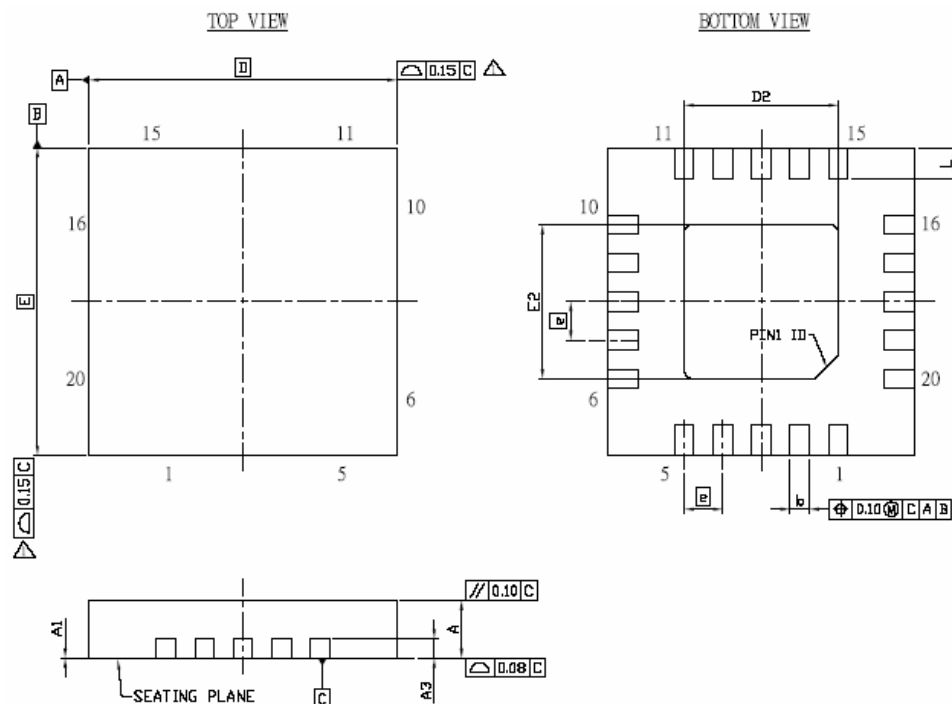 TOP VIEW
BOTTOM VIEW
D
0.15 C
A
D2
B
15
11
11
15
L
16
10
10
16
E
E2
e
PIN1 ID
20
6
6
20
1
5
5
1
0.15 C
e
b
0.10 M C A B
// 0.10 C
A1
A
0.08 C
A3
SEATING PLANE
C